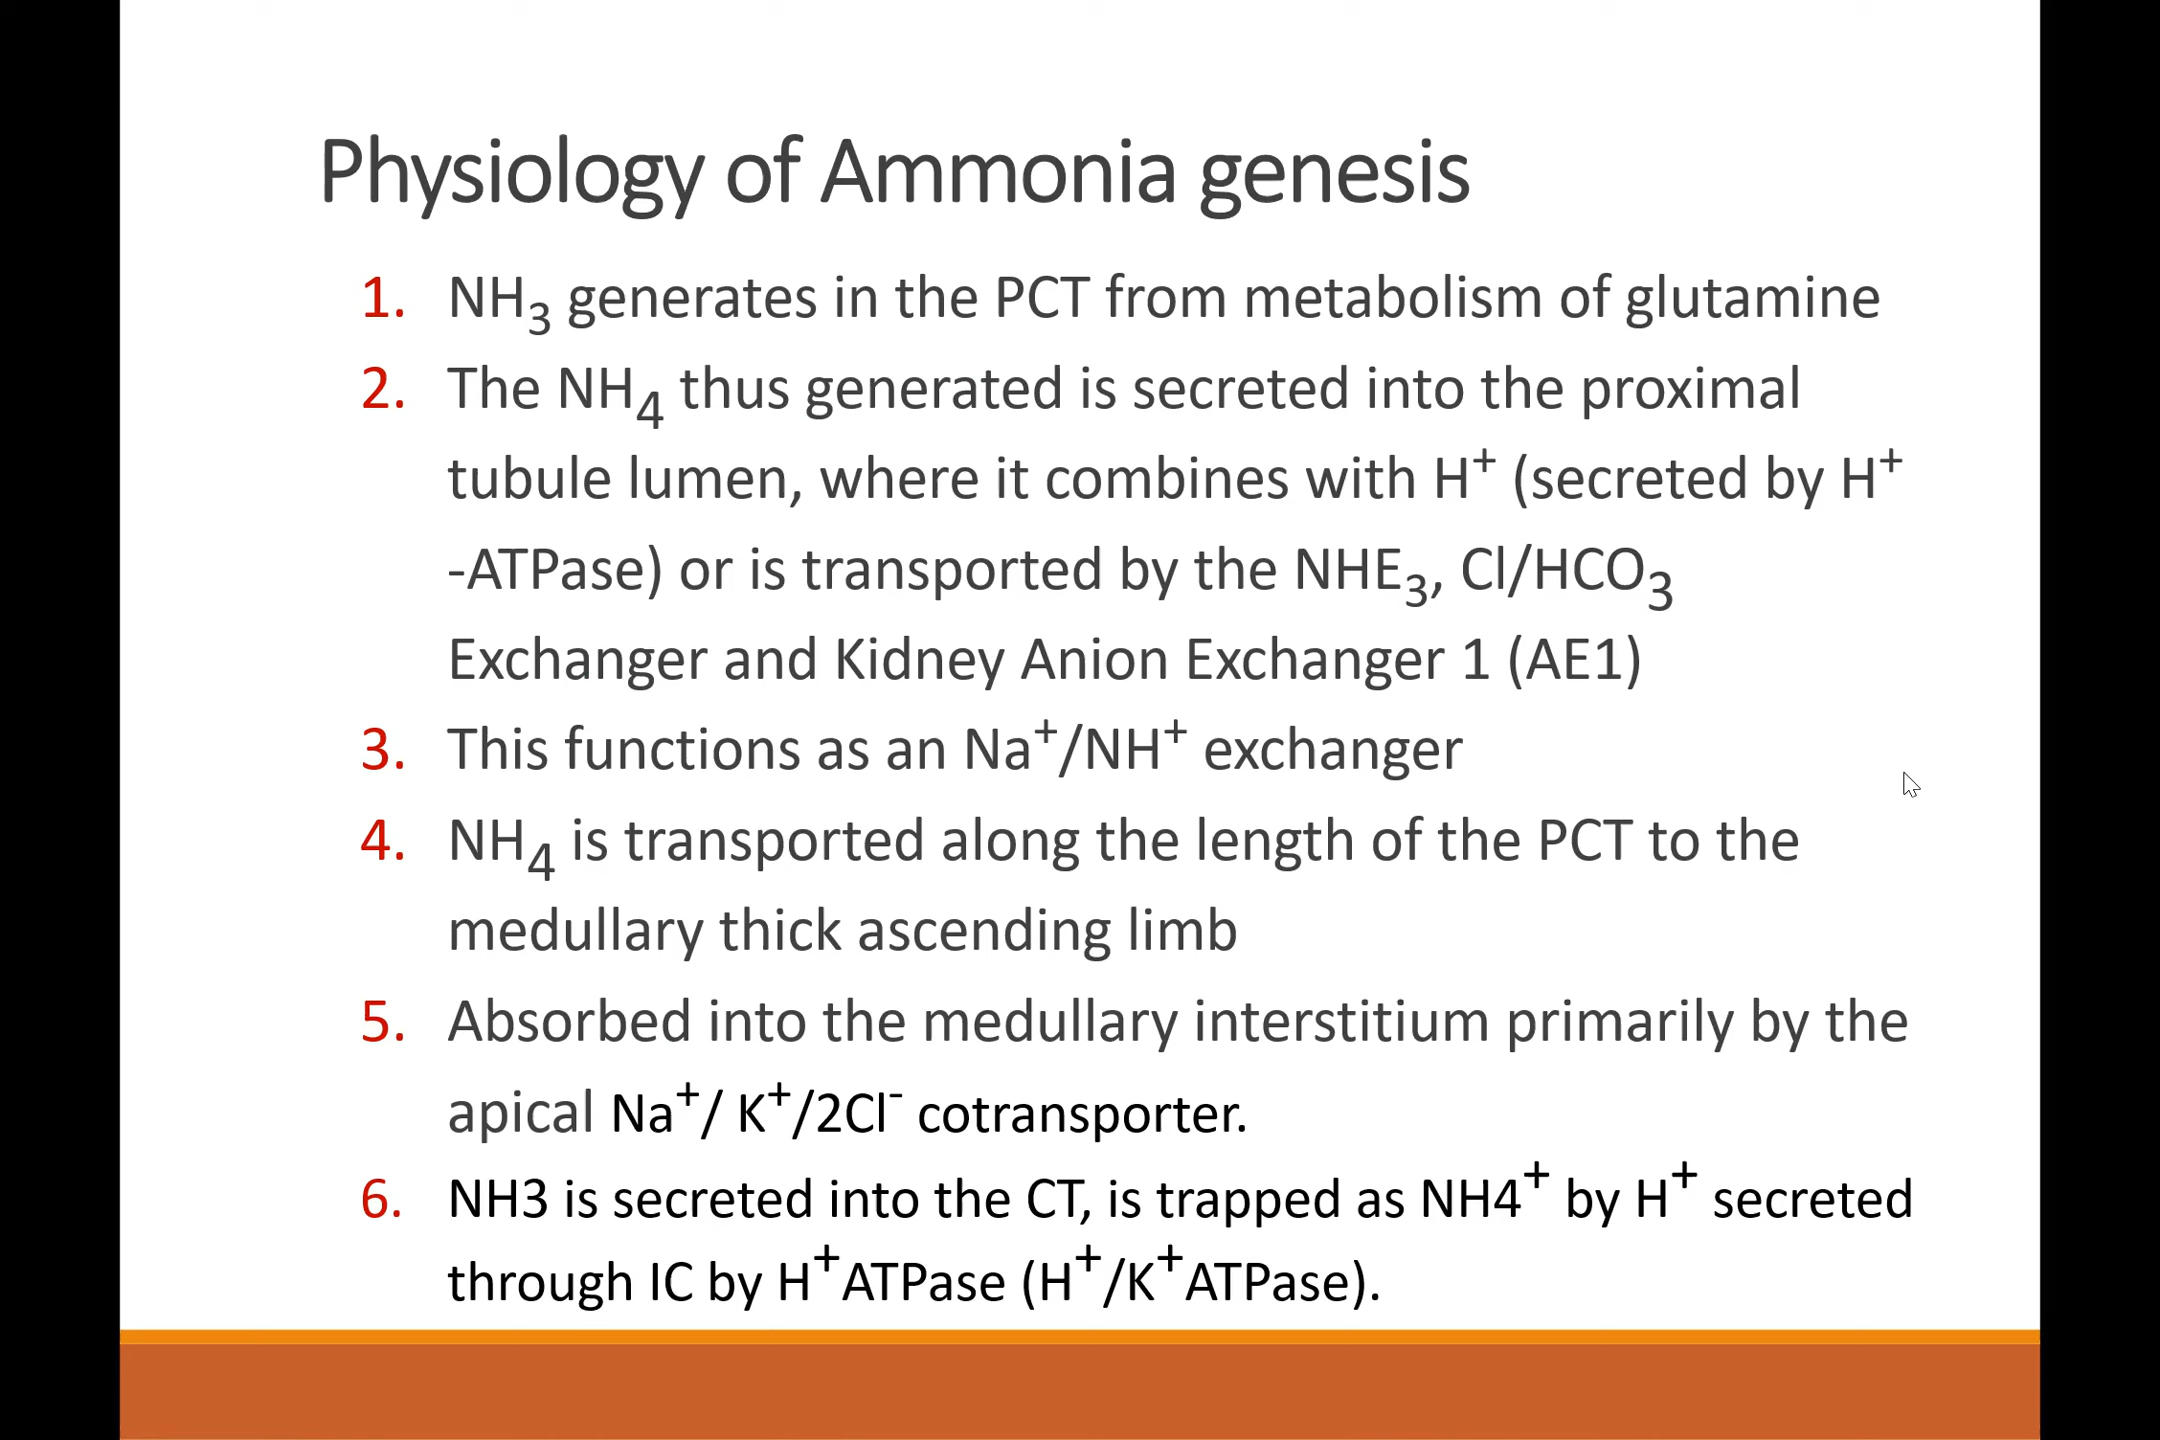 Physiology of Ammonia genesis
1. NH₃ generates in the PCT from metabolism of glutamine
2. The NH₄ thus generated is secreted into the proximal
tubule lumen, where it combines with H⁺ (secreted by H⁺
-ATPase) or is transported by the NHE₃, Cl/HCO₃
Exchanger and Kidney Anion Exchanger 1 (AE1)
3. This functions as an Na⁺/NH⁺ exchanger
4. NH₄ is transported along the length of the PCT to the
medullary thick ascending limb
5. Absorbed into the medullary interstitium primarily by the
apical Na⁺/ K⁺/2Cl⁻ cotransporter.
6. NH3 is secreted into the CT, is trapped as NH4⁺ by H⁺ secreted
through IC by H⁺ATPase (H⁺/K⁺ATPase).